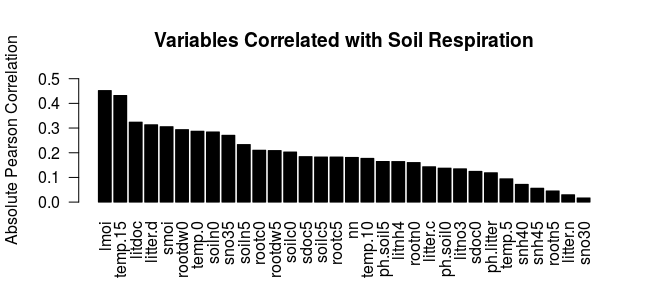 Variables Correlated with Soil Respiration
Absolute Pearson Correlation
0.5
0.4
0.3
0.2
0.1
0.0
lmoi
temp.15
litdoc
litter.d
smoi
rootdw0
temp.0
soiln0
sno35
soiln5
rootc0
rootdw5
soilc0
sdoc5
soilc5
rootc5
nn
temp.10
ph.soil5
litnh4
rootn0
litter.c
ph.soil0
litno3
sdoc0
ph.litter
temp.5
snh40
snh45
rootn5
litter.n
sno30